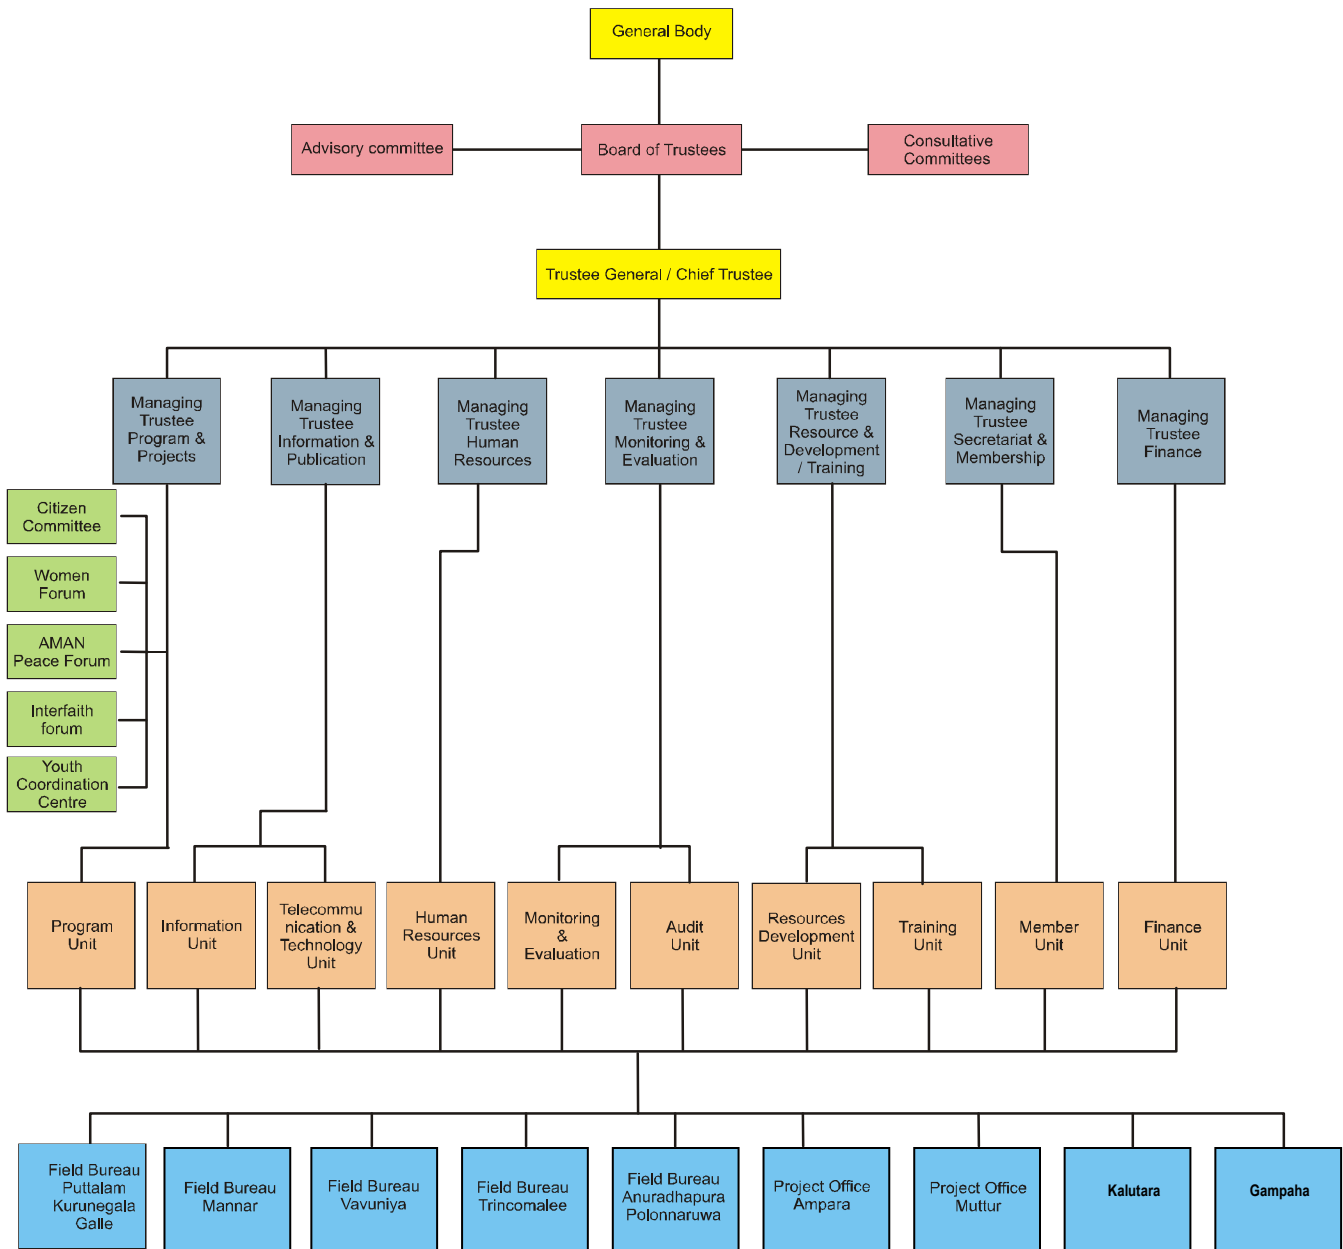 General Body
Advisory committee
Board of Trustees
Consultative
Committees
Trustee General / Chief Trustee
Managing
Trustee
Program &
Projects
Managing
Trustee
Information &
Publication
Managing
Trustee
Human
Resources
Managing
Trustee
Monitoring &
Evaluation
Managing
Trustee
Resource &
Development
/ Training
Managing
Trustee
Secretariat &
Membership
Managing
Trustee
Finance
Citizen
Committee
Women
Forum
AMAN
Peace Forum
Interfaith
forum
Youth
Coordination
Centre
Program
Unit
Information
Unit
Telecommu
nication &
Technology
Unit
Human
Resources
Unit
Monitoring
&
Evaluation
Audit
Unit
Resources
Development
Unit
Training
Unit
Member
Unit
Finance
Unit
Field Bureau
Puttalam
Kurunegala
Galle
Field Bureau
Mannar
Field Bureau
Vavuniya
Field Bureau
Trincomalee
Field Bureau
Anuradhapura
Polonnaruwa
Project Office
Ampara
Project Office
Muttur
Kalutara
Gampaha